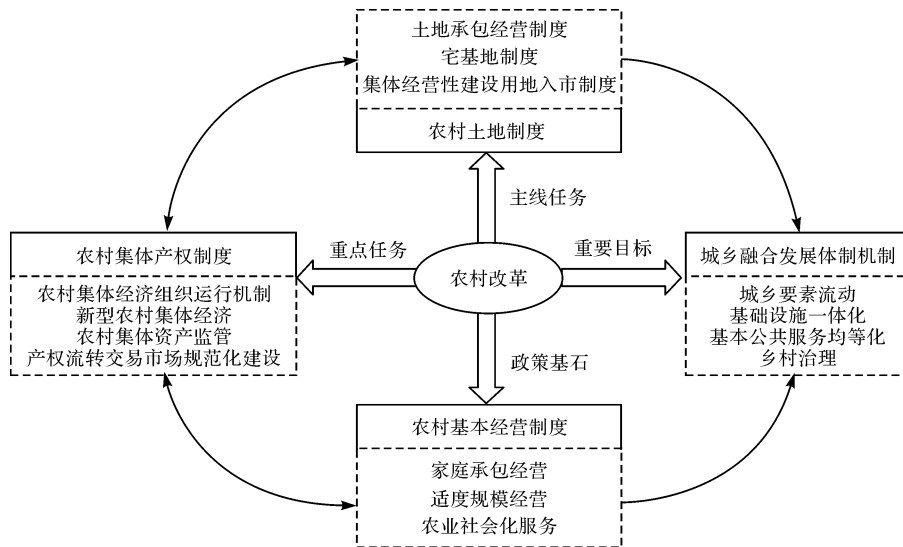 土地承包经营制度
宅基地制度
集体经营性建设用地入市制度
农村土地制度
主线任务
农村集体产权制度
农村集体经济组织运行机制
新型农村集体经济
农村集体资产监管
产权流转交易市场规范化建设
重点任务
农村改革
重要目标
城乡融合发展体制机制
城乡要素流动
基础设施一体化
基本公共服务均等化
乡村治理
政策基石
农村基本经营制度
家庭承包经营
适度规模经营
农业社会化服务